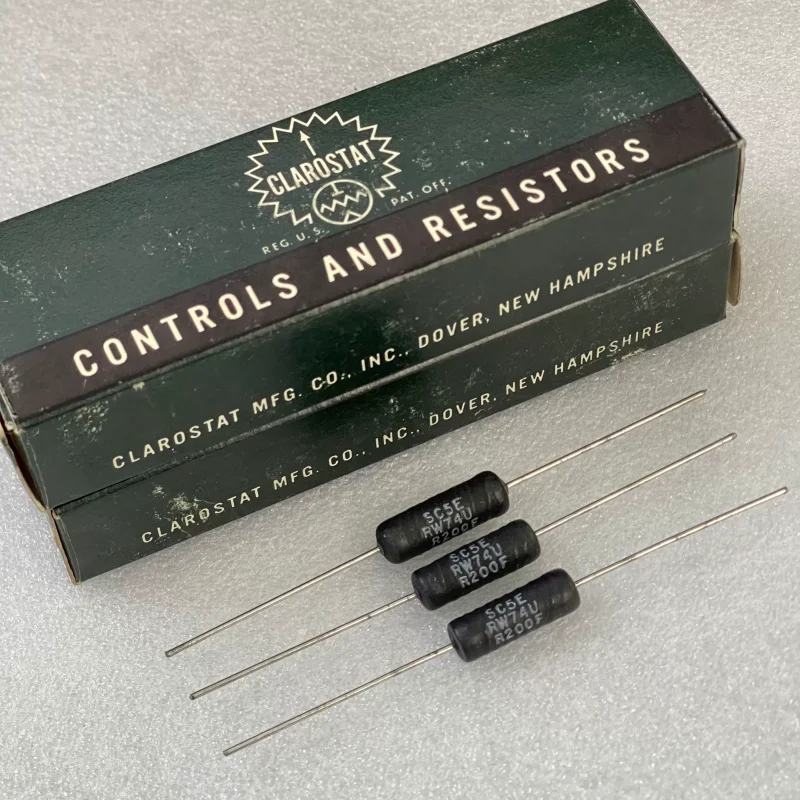 CLAROSTAT
REG. U.S. PAT. OFF.
CONTROLS AND RESISTORS
CLAROSTAT MFG. CO., INC., DOVER, NEW HAMPSHIRE
CLAROSTAT MFG. CO., INC., DOVER, NEW HAMPSHIRE
SC5E
RW74U
R200F
SC5E
RW74U
R200F
SC5E
RW74U
R200F